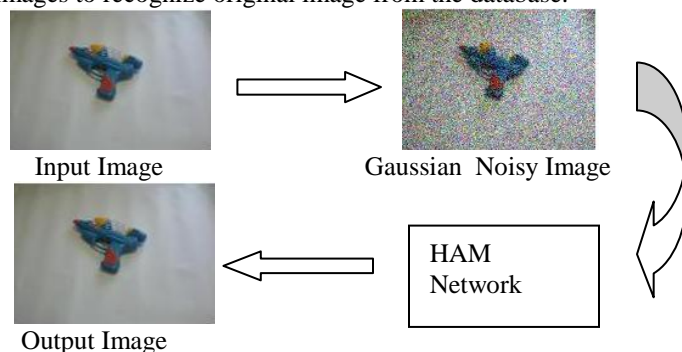 images to recognize original image from the database.
Input Image
Gaussian Noisy Image
HAM
Network
Output Image